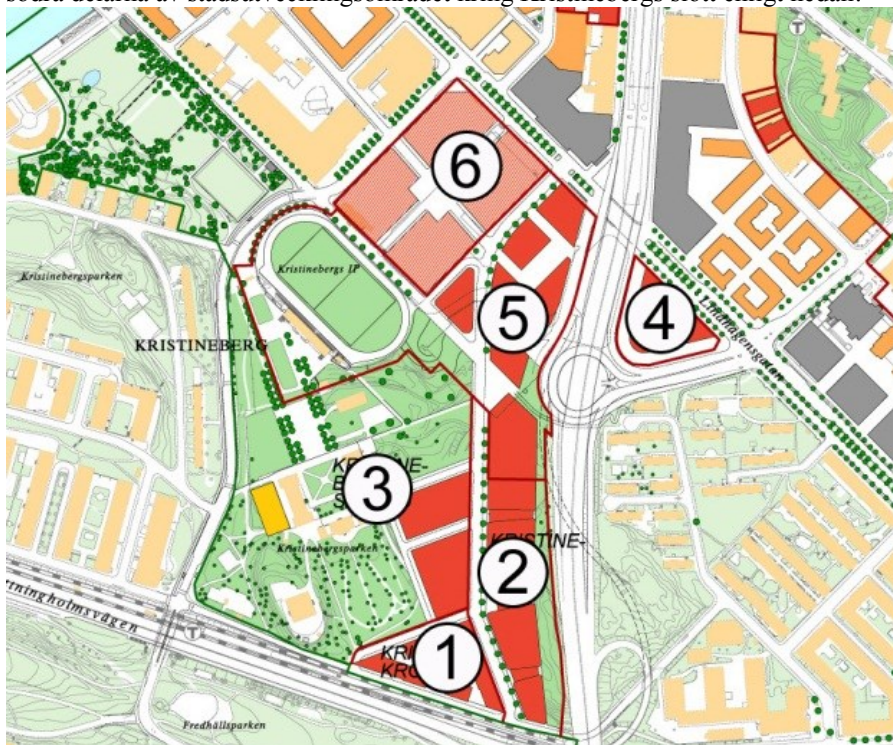 södra delarna av stadsutvecklingsområdet kring Kristinebergs slott enligt nedan.
T
6
Kristinebergs IP
Kristinebergsparken
5
4
Lindhagensgatan
KRISTINEBERG
3
Kristinebergsparken
KRISTINE-
2
1
T
Fredhällsparken